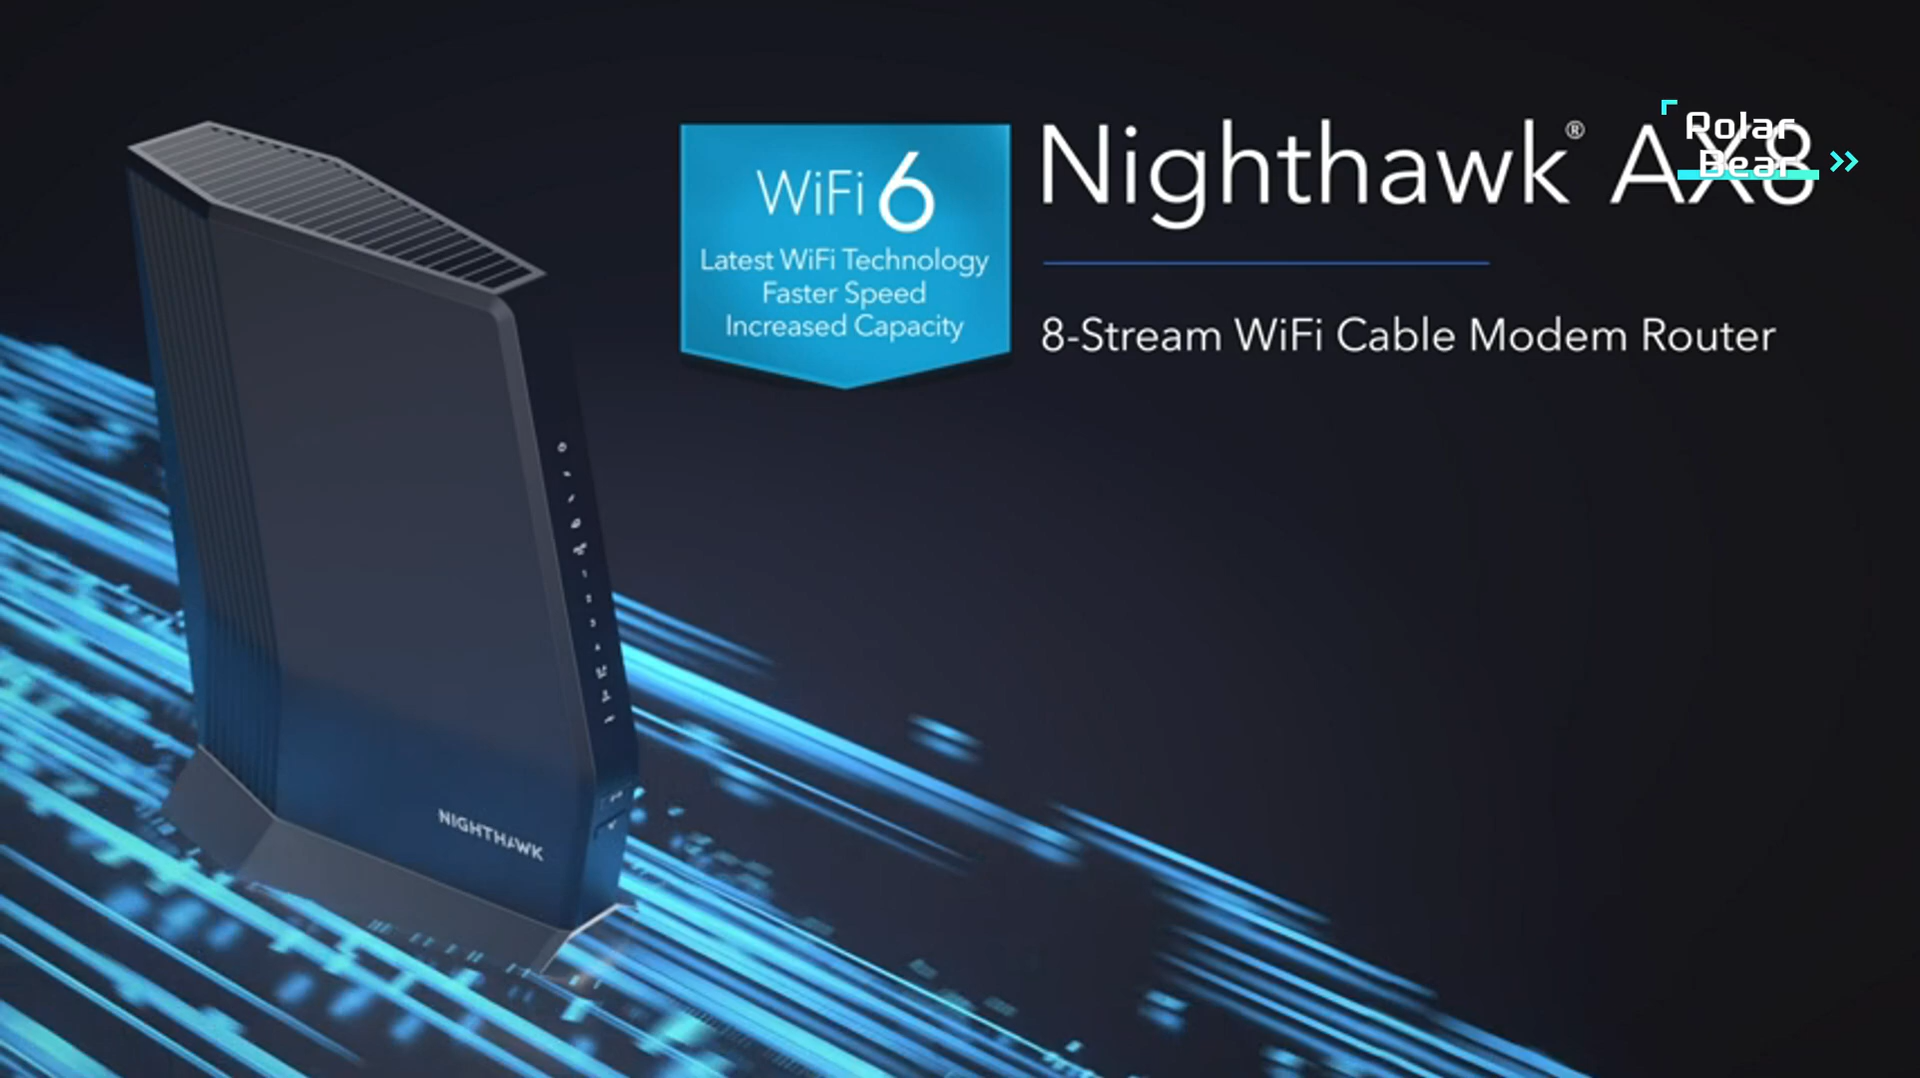 WiFi 6
Latest WiFi Technology
Faster Speed
Increased Capacity
Nighthawk® AX8
8-Stream WiFi Cable Modem Router
Polar
Bear
NIGHTHAWK